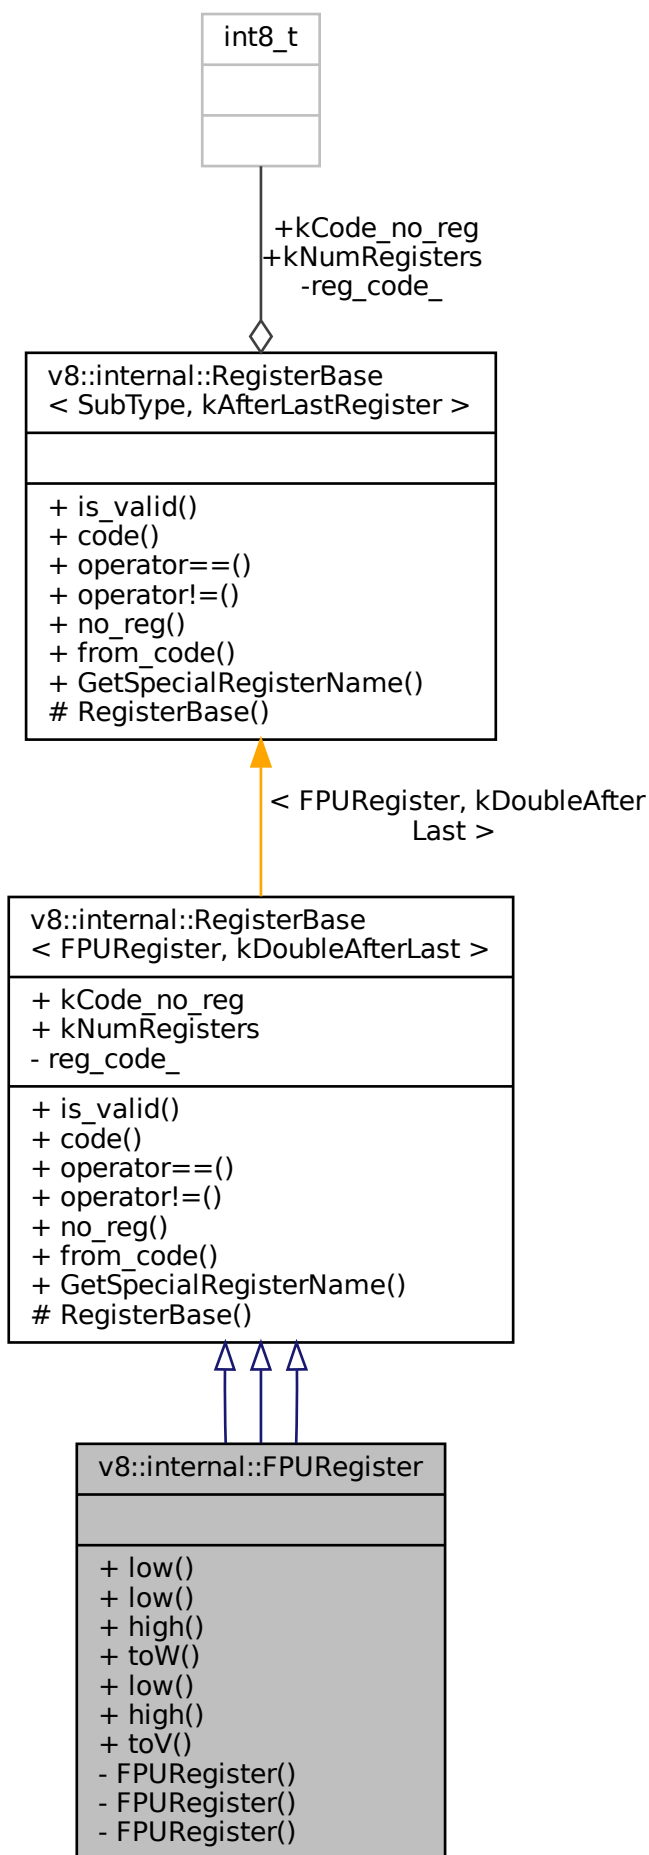 int8_t
+kCode_no_reg
+kNumRegisters
-reg_code_
v8::internal::RegisterBase
< SubType, kAfterLastRegister >
+ is_valid()
+ code()
+ operator==()
+ operator!=()
+ no_reg()
+ from_code()
+ GetSpecialRegisterName()
# RegisterBase()
< FPURegister, kDoubleAfter
Last >
v8::internal::RegisterBase
< FPURegister, kDoubleAfterLast >
+ kCode_no_reg
+ kNumRegisters
- reg_code_
+ is_valid()
+ code()
+ operator==()
+ operator!=()
+ no_reg()
+ from_code()
+ GetSpecialRegisterName()
# RegisterBase()
v8::internal::FPURegister
+ low()
+ low()
+ high()
+ toW()
+ low()
+ high()
+ toV()
- FPURegister()
- FPURegister()
- FPURegister()